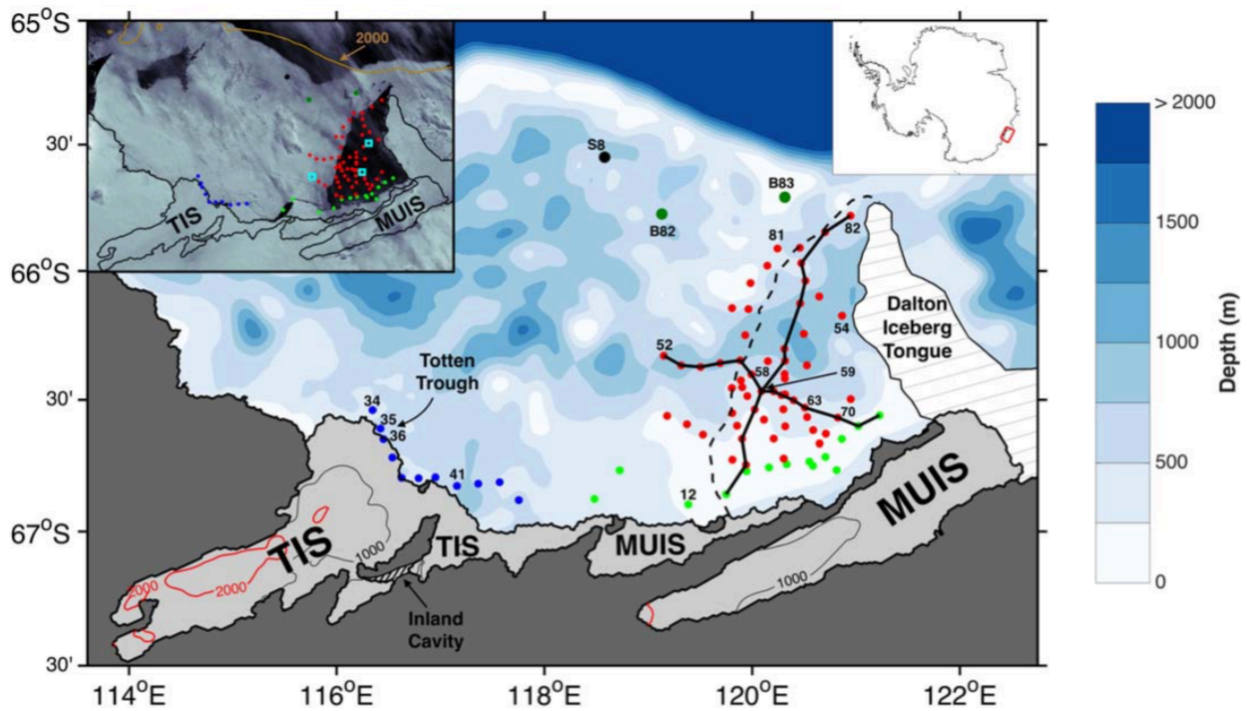 65°S
30'
66°S
30'
67°S
30'
114°E
116°E
118°E
120°E
122°E
2000
TIS
MUIS
S8
B83
B82
81
82
54
52
58
59
63
70
12
Dalton
Iceberg
Tongue
Totten
Trough
34
35
36
41
TIS
TIS
MUIS
MUIS
1000
2000
2000
1000
Inland
Cavity
> 2000
1500
1000
500
0
Depth (m)